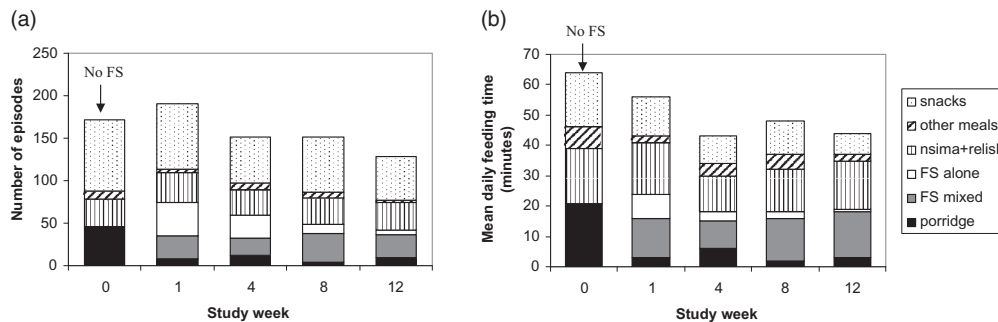 (a)
250
200
150
100
50
0
Number of episodes
No FS
0 1 4 8 12
Study week
(b)
70
60
50
40
30
20
10
0
Mean daily feeding time
(minutes)
No FS
0 1 4 8 12
Study week
snacks
other meals
nsima+relish
FS alone
FS mixed
porridge